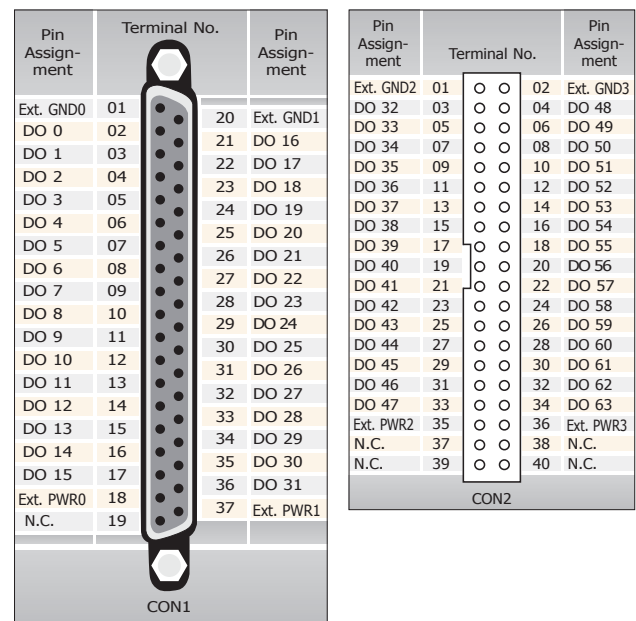 Pin Assign- ment Terminal No. Pin Assign- ment
Ext. GND0 01
DO 0 02 20 Ext. GND1
DO 1 03 21 DO 16
DO 2 04 22 DO 17
DO 3 05 23 DO 18
DO 4 06 24 DO 19
DO 5 07 25 DO 20
DO 6 08 26 DO 21
DO 7 09 27 DO 22
DO 8 10 28 DO 23
DO 9 11 29 DO 24
DO 10 12 30 DO 25
DO 11 13 31 DO 26
DO 12 14 32 DO 27
DO 13 15 33 DO 28
DO 14 16 34 DO 29
DO 15 17 35 DO 30
Ext. PWR0 18 36 DO 31
N.C. 19 37 Ext. PWR1
CON1
Pin Assign- ment Terminal No. Pin Assign- ment
Ext. GND2 01 02 Ext. GND3
DO 32 03 04 DO 48
DO 33 05 06 DO 49
DO 34 07 08 DO 50
DO 35 09 10 DO 51
DO 36 11 12 DO 52
DO 37 13 14 DO 53
DO 38 15 16 DO 54
DO 39 17 18 DO 55
DO 40 19 20 DO 56
DO 41 21 22 DO 57
DO 42 23 24 DO 58
DO 43 25 26 DO 59
DO 44 27 28 DO 60
DO 45 29 30 DO 61
DO 46 31 32 DO 62
DO 47 33 34 DO 63
Ext. PWR2 35 36 Ext. PWR3
N.C. 37 38 N.C.
N.C. 39 40 N.C.
CON2